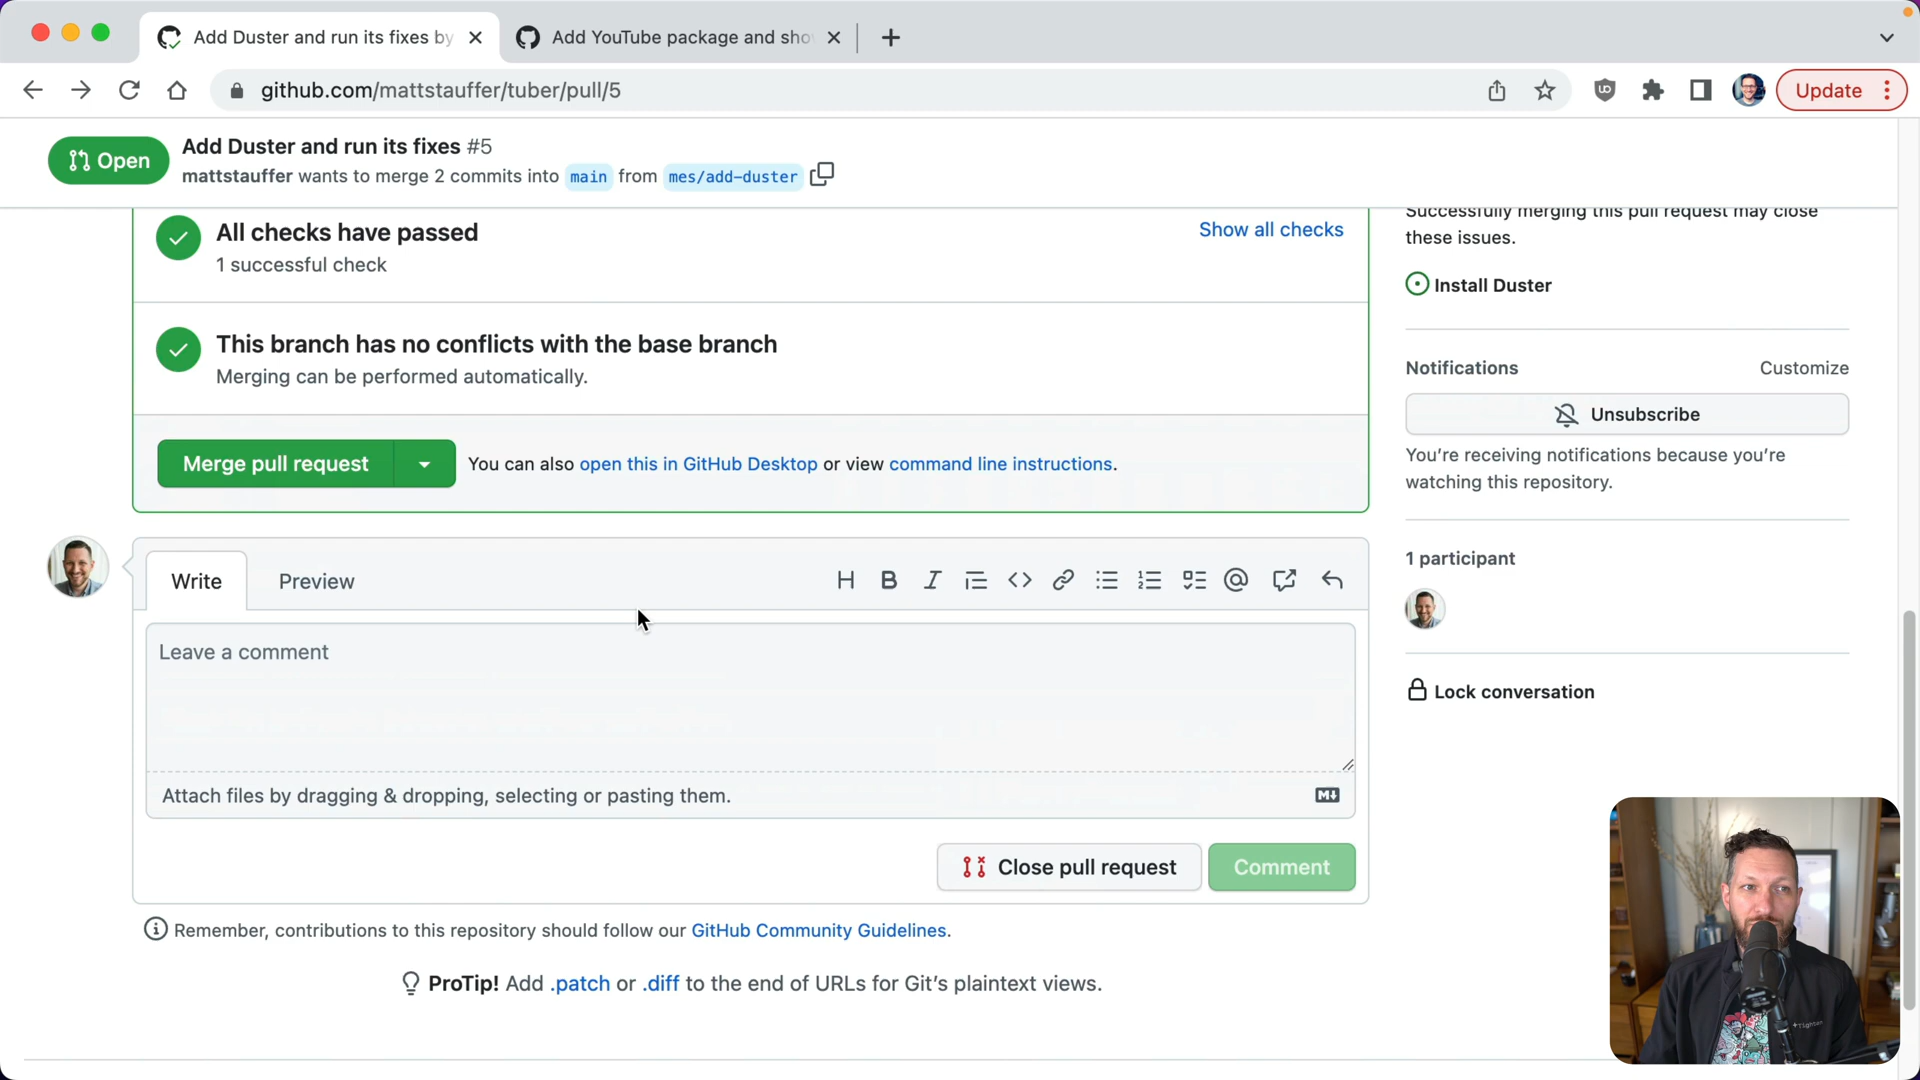 Add Duster and run its fixes by
Add YouTube package and sho
github.com/mattstauffer/tuber/pull/5
Update
Open
Add Duster and run its fixes #5
mattstauffer wants to merge 2 commits into main from mes/add-duster
All checks have passed
1 successful check
Show all checks
This branch has no conflicts with the base branch
Merging can be performed automatically.
Merge pull request
You can also open this in GitHub Desktop or view command line instructions.
Successfully merging this pull request may close
these issues.
Install Duster
Notifications
Customize
Unsubscribe
You're receiving notifications because you're
watching this repository.
1 participant
Lock conversation
Write
Preview
Leave a comment
Attach files by dragging & dropping, selecting or pasting them.
Close pull request
Comment
Remember, contributions to this repository should follow our GitHub Community Guidelines.
ProTip! Add .patch or .diff to the end of URLs for Git's plaintext views.